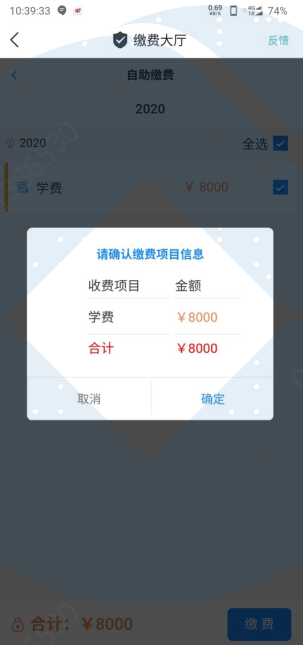 10:39:33 0.69 KB/s 4G 1X 74%
缴费大厅 反馈
自助缴费
2020
2020 全选
学费 ¥ 8000
请确认缴费项目信息
收费项目 金额
学费 ¥8000
合计 ¥8000
取消 确定
合计：¥8000 缴 费